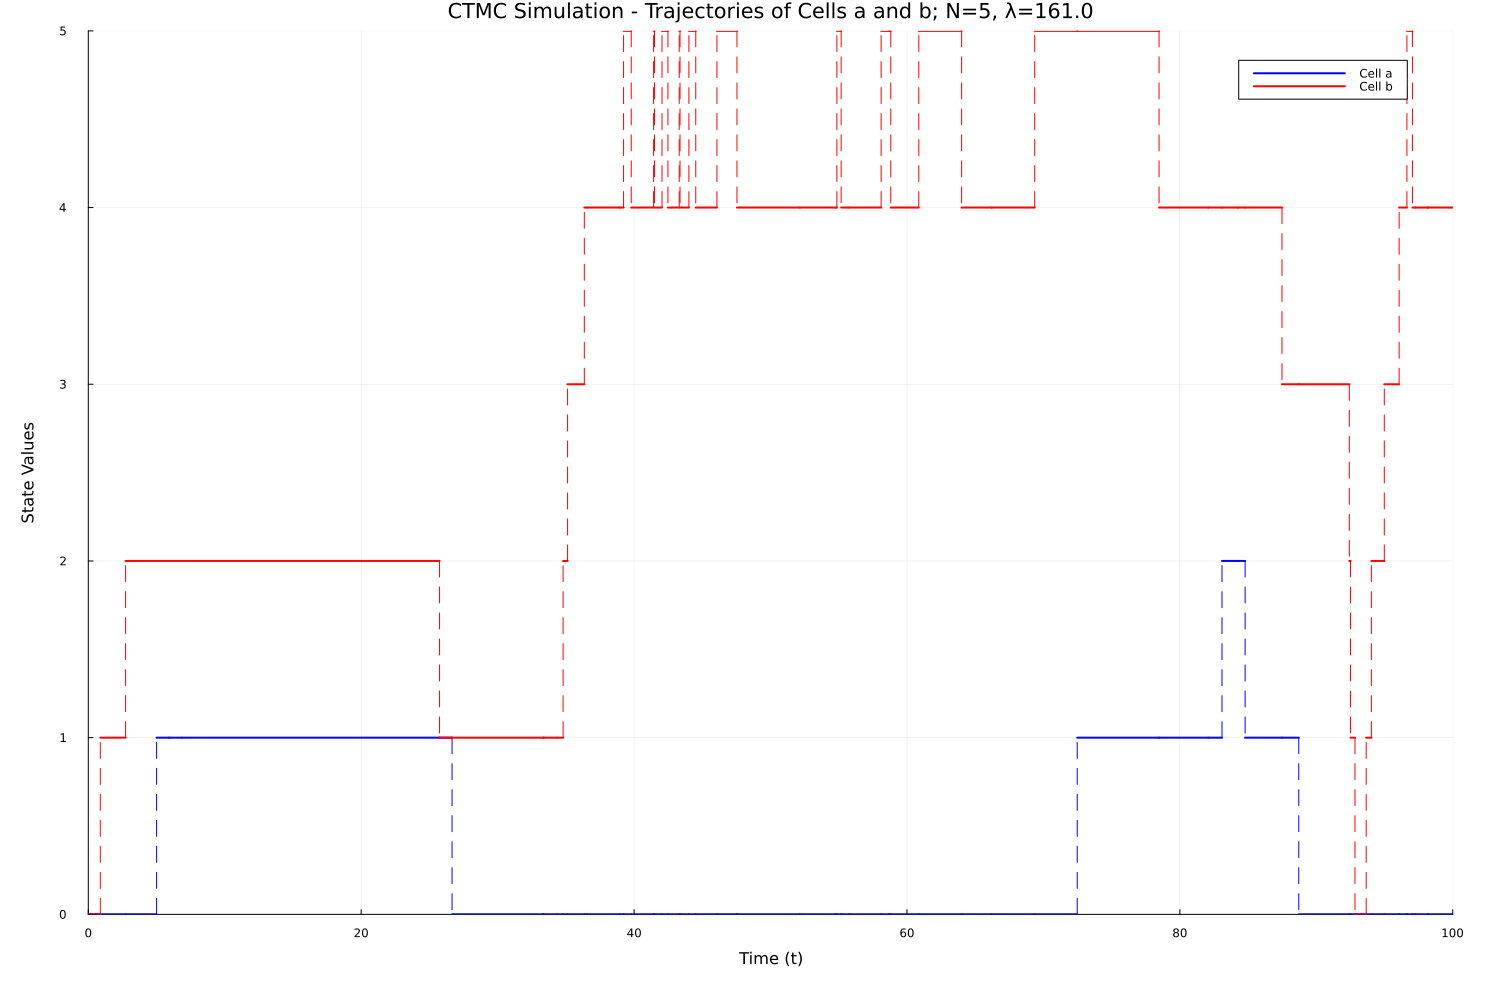 CTMC Simulation - Trajectories of Cells a and b; N=5, λ=161.0
5
Cell a
Cell b
4
3
State Values
2
1
0
0 20 40 60 80 100
Time (t)